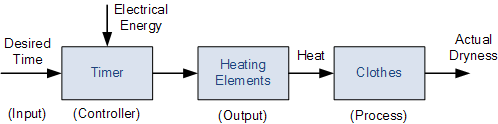 Electrical
Energy
Desired
Time
Timer
Heating
Elements
Heat
Clothes
Actual
Dryness
(Input)
(Controller)
(Output)
(Process)